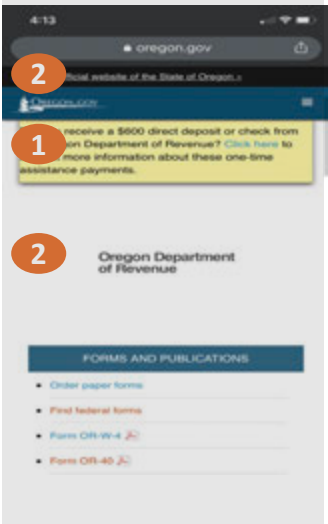 4:13
oregon.gov
2
official website of the State of Oregon »
OREGON.GOV
receive a $600 direct deposit or check from
1
on Department of Revenue? Click here to
more information about these one-time
assistance payments.
2
Oregon Department
of Revenue
FORMS AND PUBLICATIONS
Order paper forms
Find federal forms
Form OR-W-4
Form OR-40